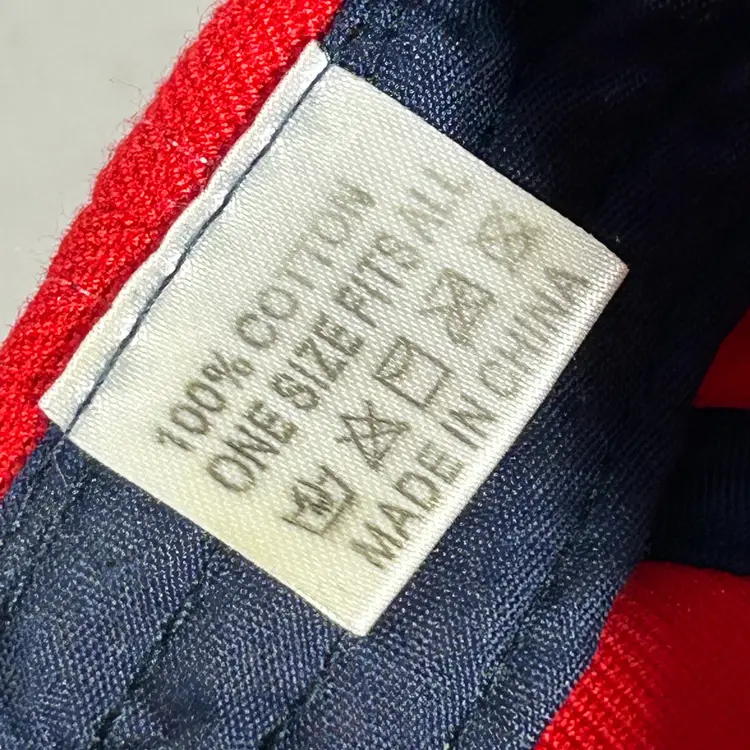 100% COTTON
ONE SIZE FITS ALL
MADE IN CHINA